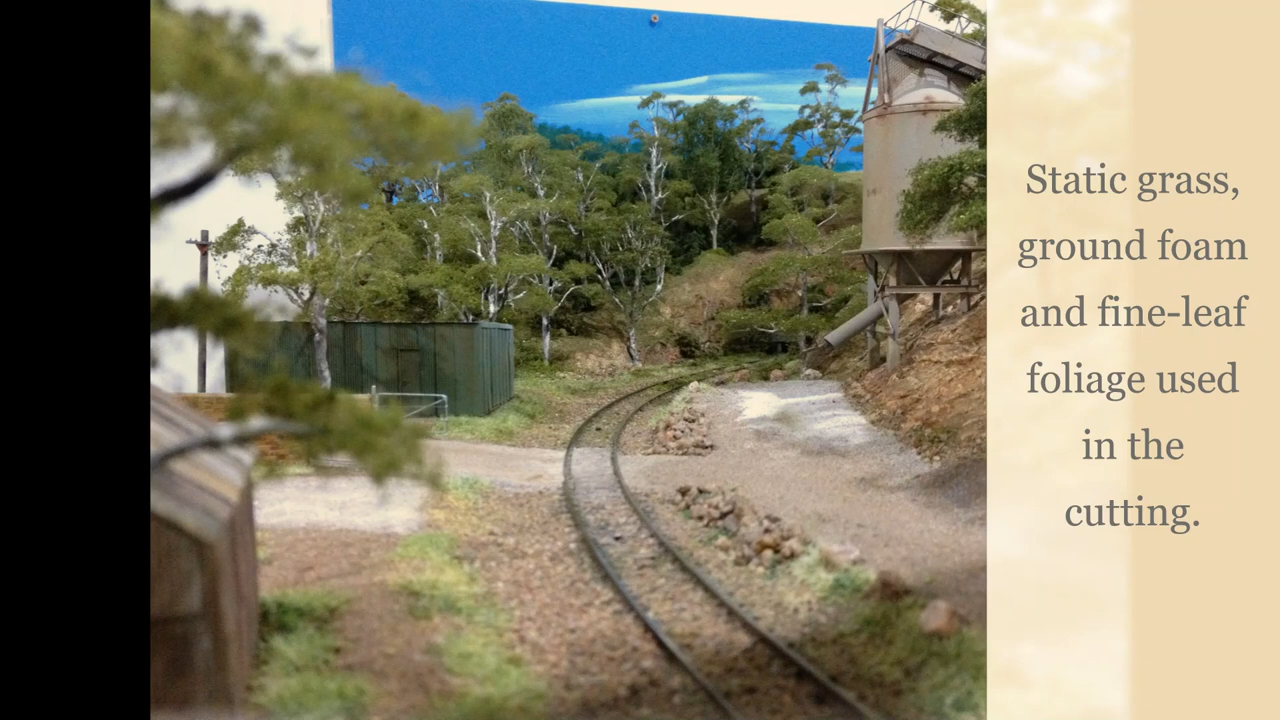 Static grass,
ground foam
and fine-leaf
foliage used
in the
cutting.